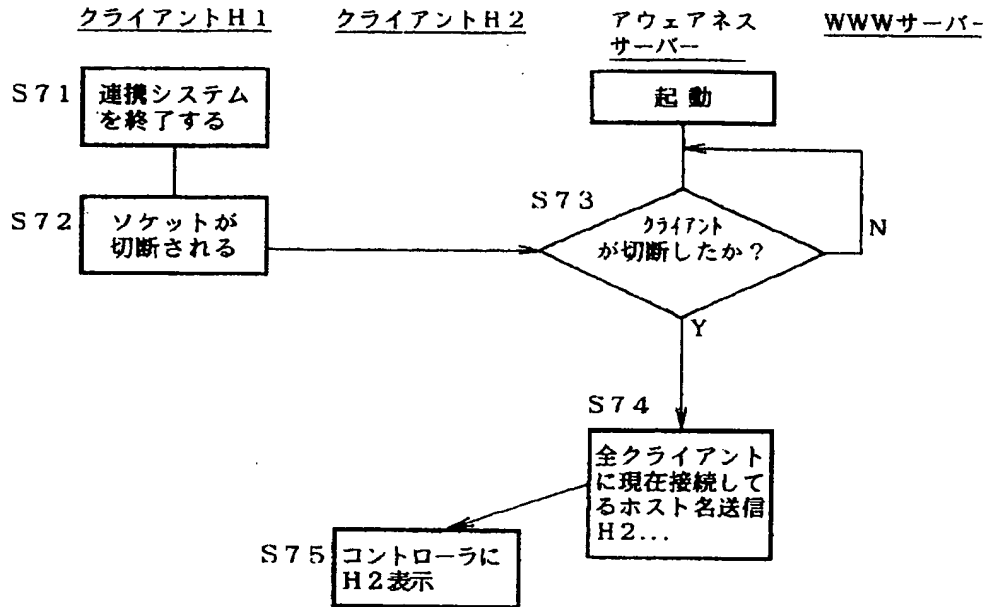 クライアントH1
クライアントH2
アウェアネス
サーバー
WWWサーバー
S71
連携システム
を終了する
起動
S72
ソケットが
切断される
S73
クライアント
が切断したか？
N
Y
S74
全クライアント
に現在接続して
るホスト名送信
H2...
S75
コントローラに
H2表示